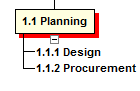 1.1 Planning
1.1.1 Design
1.1.2 Procurement